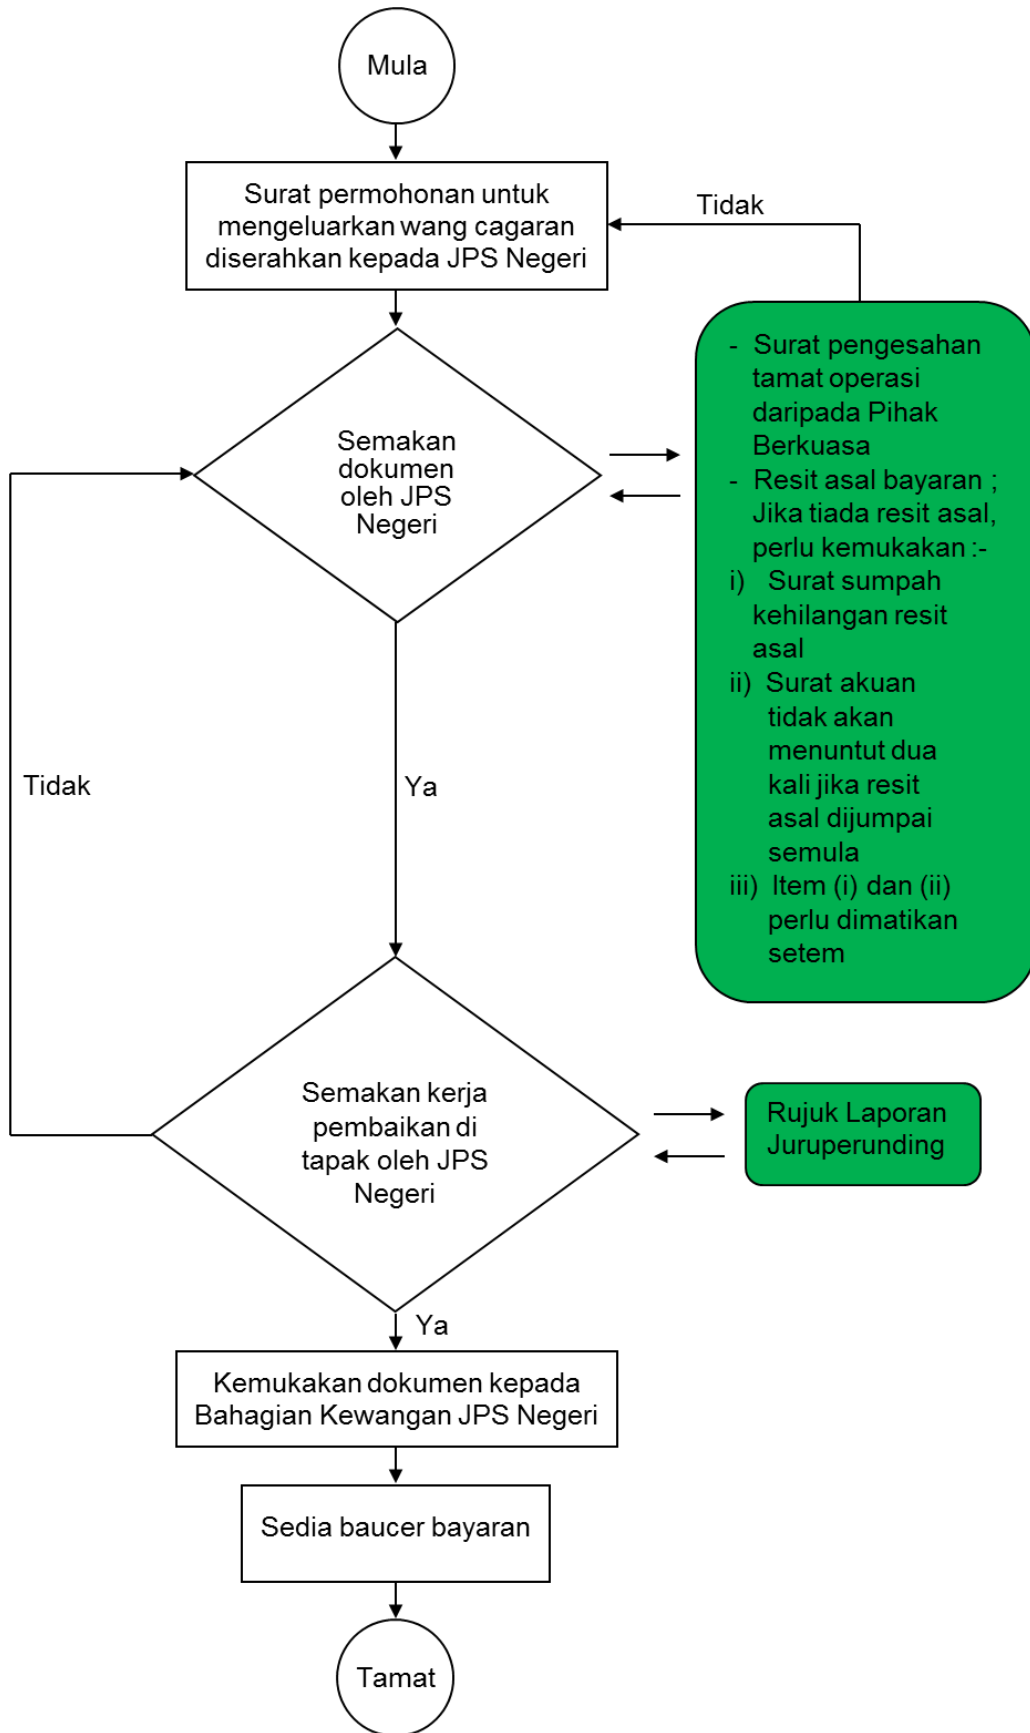 Mula
Surat permohonan untuk
mengeluarkan wang cagaran
diserahkan kepada JPS Negeri
Tidak
Semakan
dokumen
oleh JPS
Negeri
- Surat pengesahan
tamat operasi
daripada Pihak
Berkuasa
- Resit asal bayaran ;
Jika tiada resit asal,
perlu kemukakan :-
i) Surat sumpah
kehilangan resit
asal
ii) Surat akuan
tidak akan
menuntut dua
kali jika resit
asal dijumpai
semula
iii) Item (i) dan (ii)
perlu dimatikan
setem
Tidak
Ya
Semakan kerja
pembaikan di
tapak oleh JPS
Negeri
Rujuk Laporan
Juruperunding
Ya
Kemukakan dokumen kepada
Bahagian Kewangan JPS Negeri
Sedia baucer bayaran
Tamat